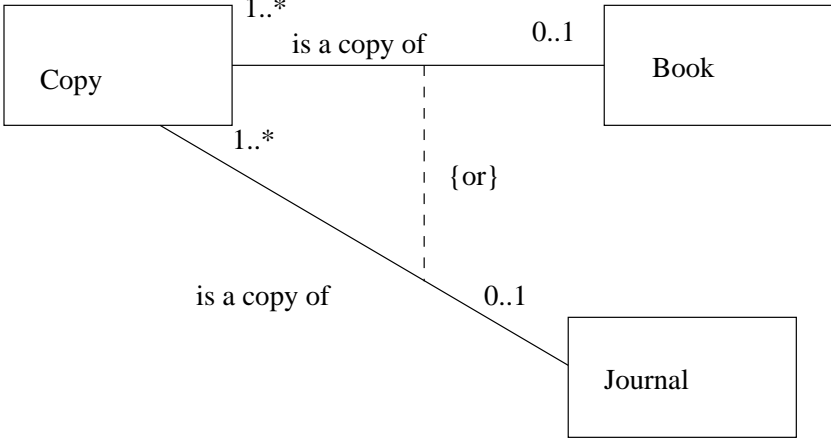 1..*
is a copy of
0..1
Copy
Book
1..*
{or}
is a copy of
0..1
Journal